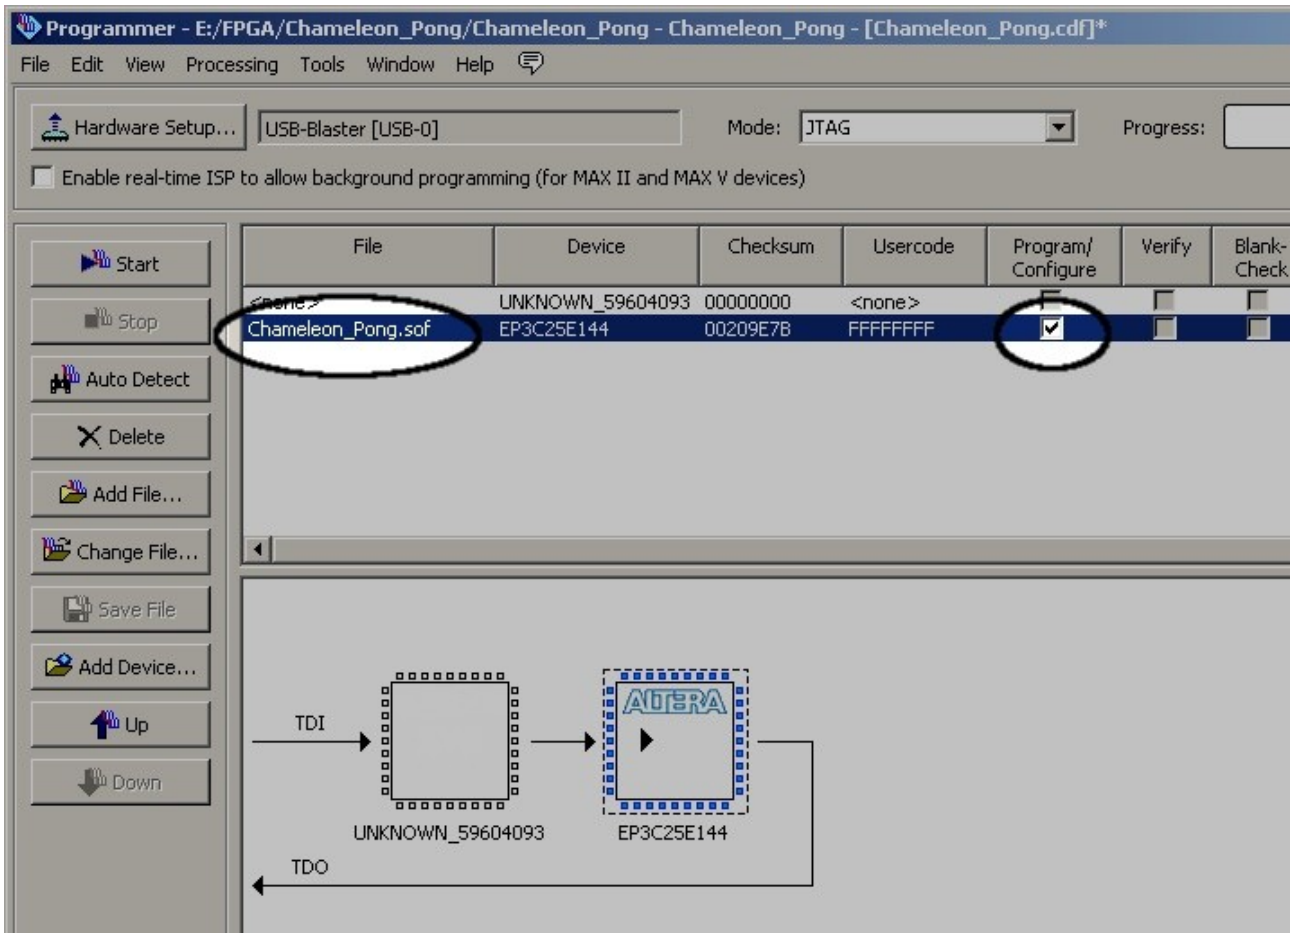 Programmer - E:/FPGA/Chameleon_Pong/Chameleon_Pong - Chameleon_Pong - [Chameleon_Pong.cdf]*
File Edit View Processing Tools Window Help
Hardware Setup... USB-Blaster [USB-0] Mode: JTAG Progress:
Enable real-time ISP to allow background programming (for MAX II and MAX V devices)
File Device Checksum Usercode Program/ Verify Blank-
Configure Check
<none> UNKNOWN_59604093 00000000 <none>
Chameleon_Pong.sof EP3C25E144 00209E7B FFFFFFFF
Start
Stop
Auto Detect
Delete
Add File...
Change File...
Save File
Add Device...
Up
Down
ALTERA
TDI
UNKNOWN_59604093 EP3C25E144
TDO